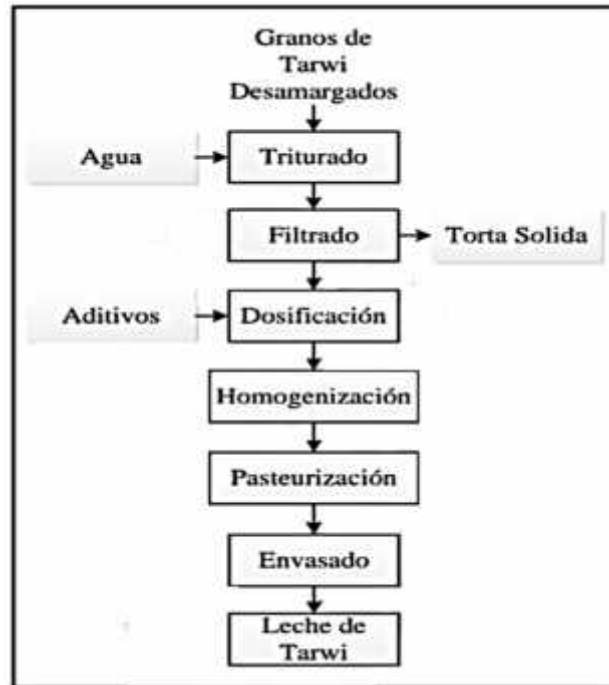 Granos de
Tarwi
Desamargados
Agua
Triturado
Filtrado
Torta Solida
Aditivos
Dosificación
Homogenización
Pasteurización
Envasado
Leche de
Tarwi